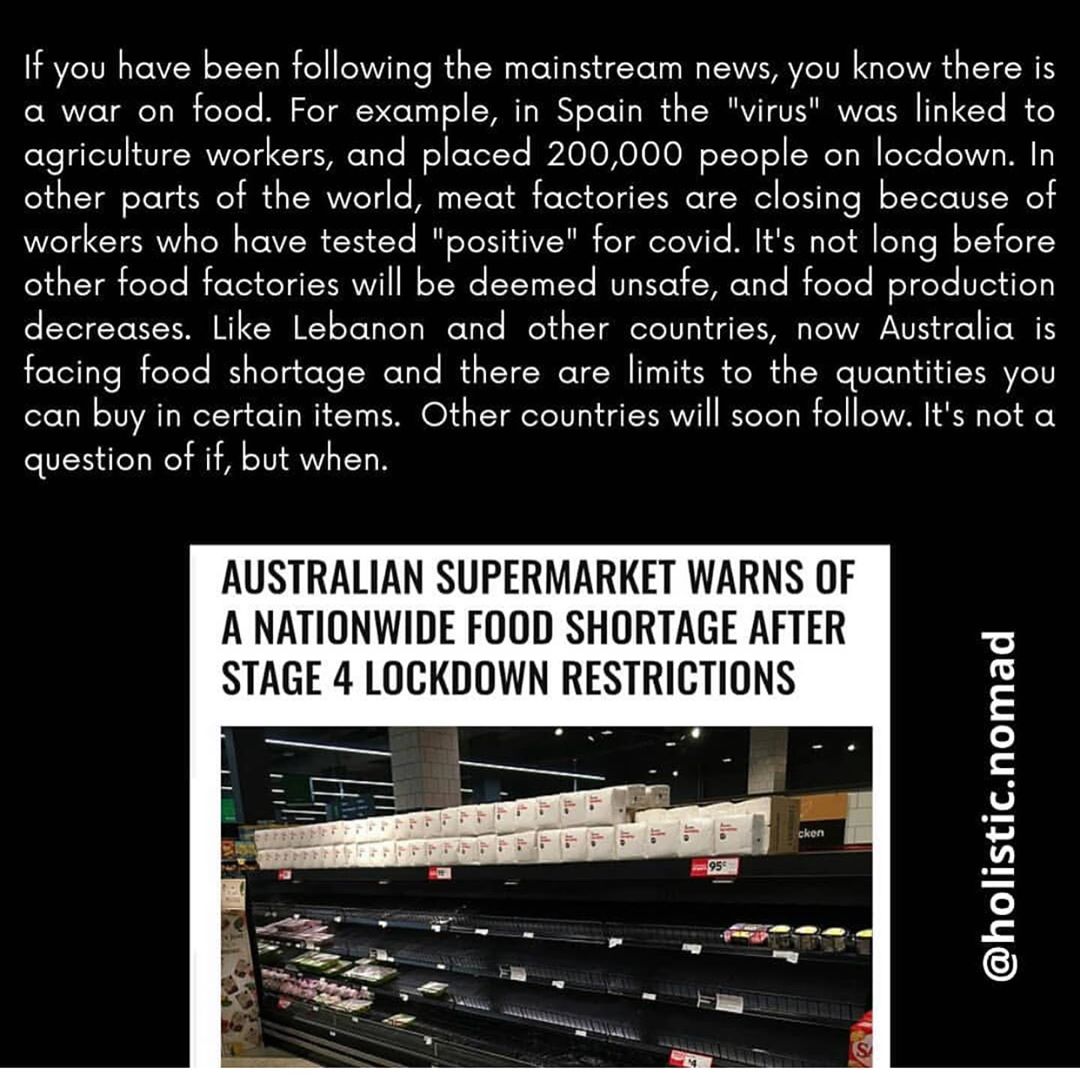 If you have been following the mainstream news, you know there is
a war on food. For example, in Spain the "virus" was linked to
agriculture workers, and placed 200,000 people on locdown. In
other parts of the world, meat factories are closing because of
workers who have tested "positive" for covid. It's not long before
other food factories will be deemed unsafe, and food production
decreases. Like Lebanon and other countries, now Australia is
facing food shortage and there are limits to the quantities you
can buy in certain items. Other countries will soon follow. It's not a
question of if, but when.
AUSTRALIAN SUPERMARKET WARNS OF
A NATIONWIDE FOOD SHORTAGE AFTER
STAGE 4 LOCKDOWN RESTRICTIONS
cken
95c
@holistic.nomad